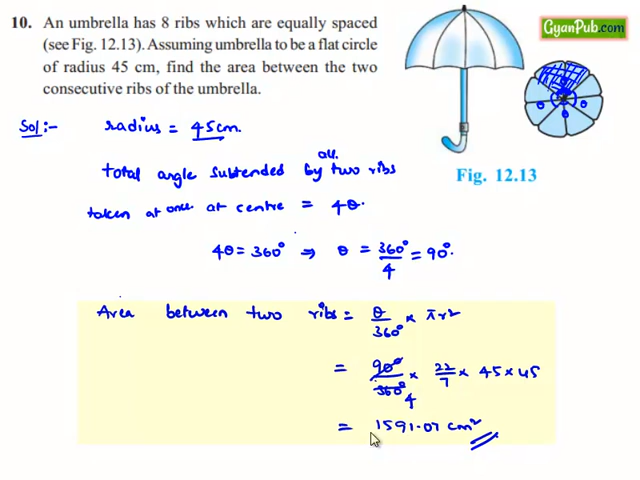 10. An umbrella has 8 ribs which are equally spaced
(see Fig. 12.13). Assuming umbrella to be a flat circle
of radius 45 cm, find the area between the two
consecutive ribs of the umbrella.
GyanPub.com
Fig. 12.13
Sol:- radius = 45cm.
all
total angle subtended by two ribs
taken at once at centre = 4θ.
4θ = 360° ⇒ θ = 360°/4 = 90°.
Area between two ribs = θ/360° × πr²
= 90°/360° 4 × 22/7 × 45 × 45
= 1591.07 cm²